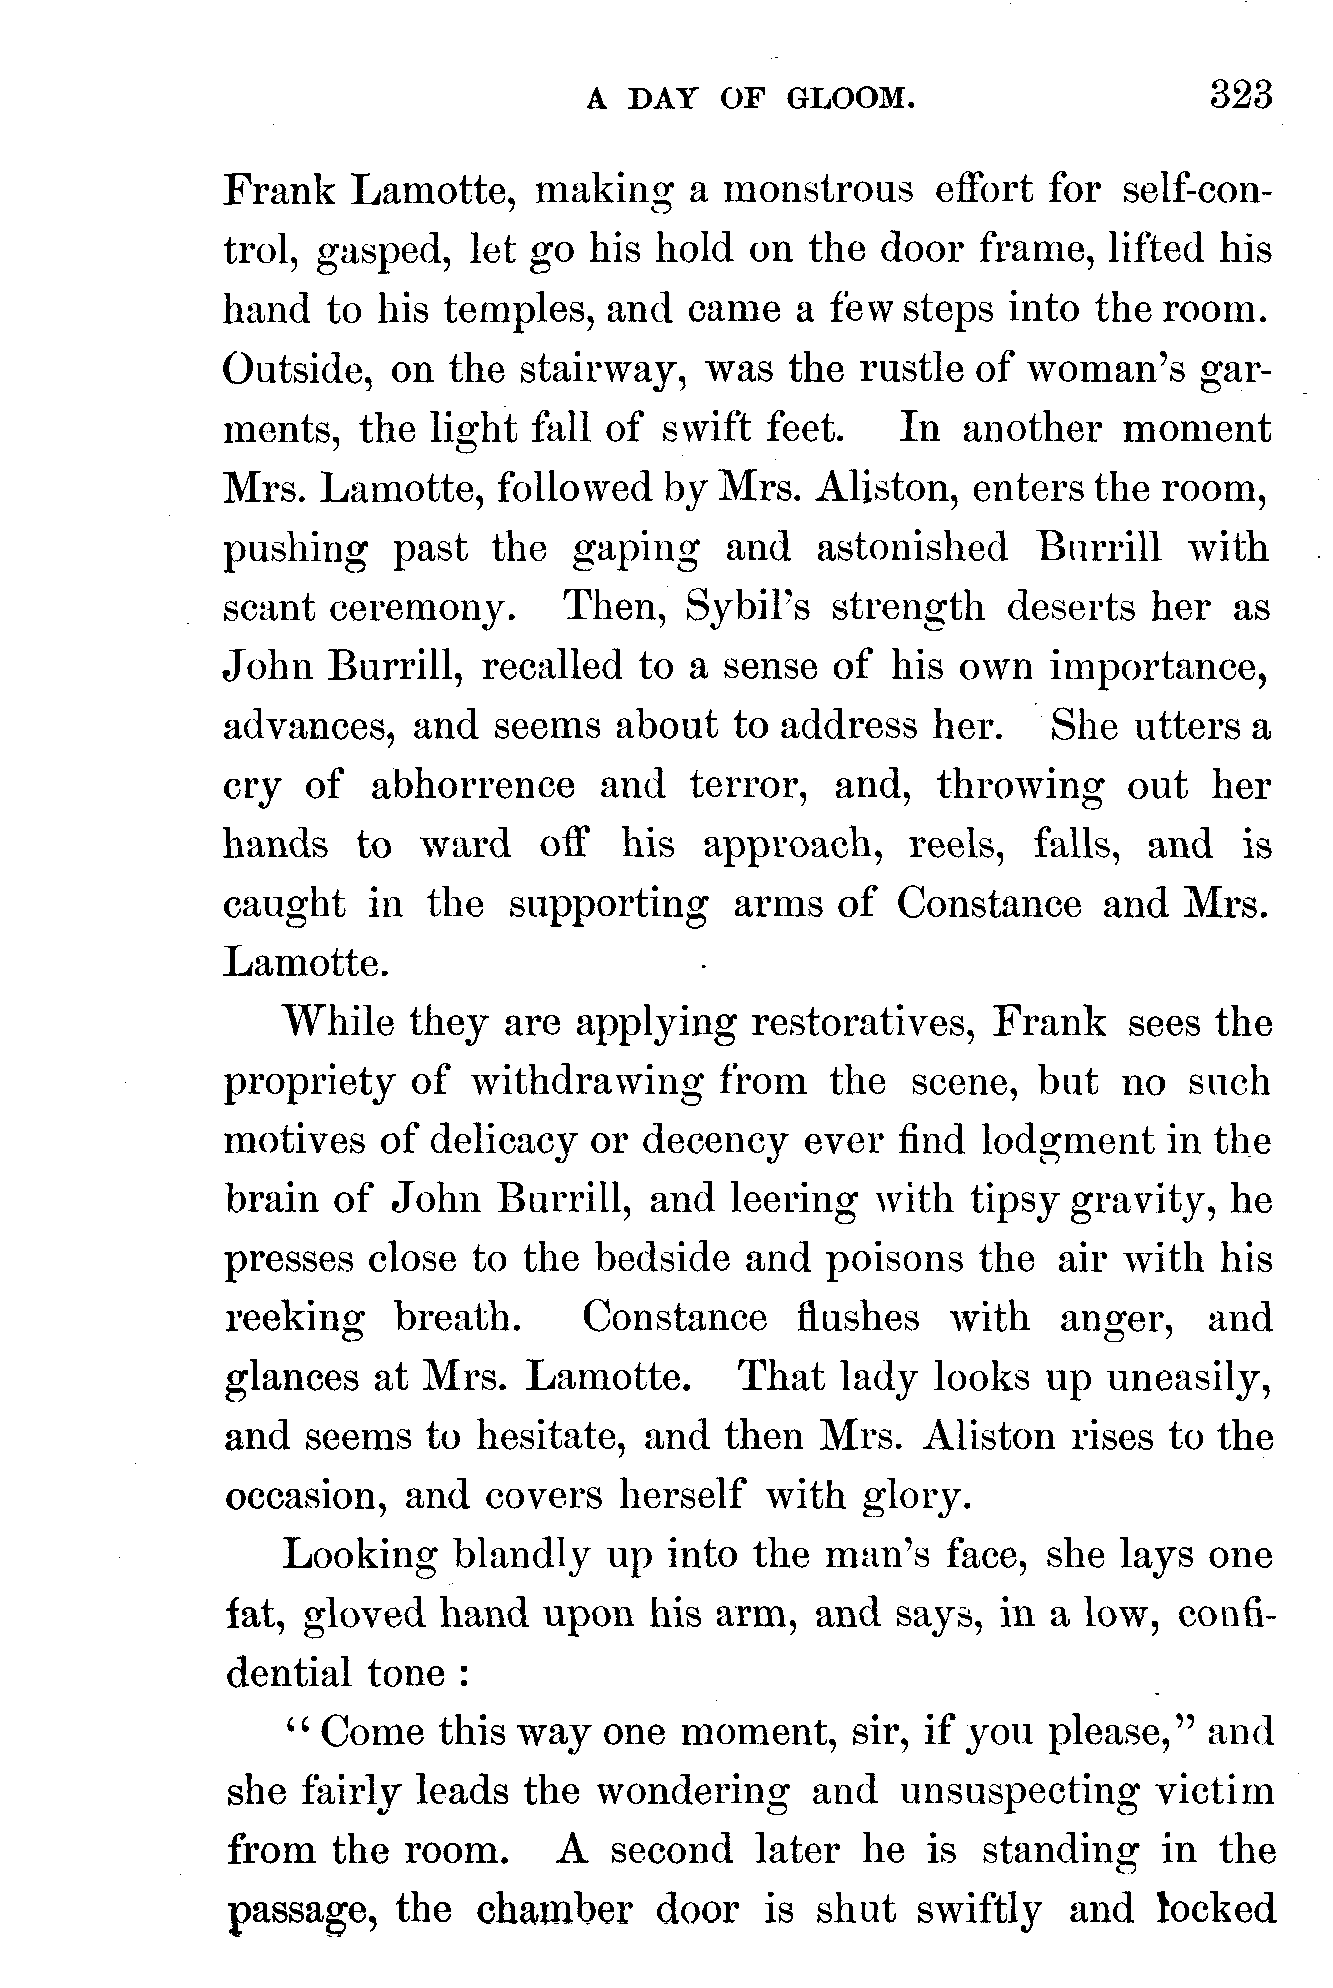 A DAY OF GLOOM. 323
Frank Lamotte, making a monstrous effort for self-con-
trol, gasped, let go his hold on the door frame, lifted his
hand to his temples, and came a few steps into the room.
Outside, on the stairway, was the rustle of woman's gar-
ments, the light fall of swift feet. In another moment
Mrs. Lamotte, followed by Mrs. Aliston, enters the room,
pushing past the gaping and astonished Burrill with
scant ceremony. Then, Sybil's strength deserts her as
John Burrill, recalled to a sense of his own importance,
advances, and seems about to address her. She utters a
cry of abhorrence and terror, and, throwing out her
hands to ward off his approach, reels, falls, and is
caught in the supporting arms of Constance and Mrs.
Lamotte.
While they are applying restoratives, Frank sees the
propriety of withdrawing from the scene, but no such
motives of delicacy or decency ever find lodgment in the
brain of John Burrill, and leering with tipsy gravity, he
presses close to the bedside and poisons the air with his
reeking breath. Constance flushes with anger, and
glances at Mrs. Lamotte. That lady looks up uneasily,
and seems to hesitate, and then Mrs. Aliston rises to the
occasion, and covers herself with glory.
Looking blandly up into the man's face, she lays one
fat, gloved hand upon his arm, and says, in a low, confi-
dential tone :
"Come this way one moment, sir, if you please," and
she fairly leads the wondering and unsuspecting victim
from the room. A second later he is standing in the
passage, the chamber door is shut swiftly and locked